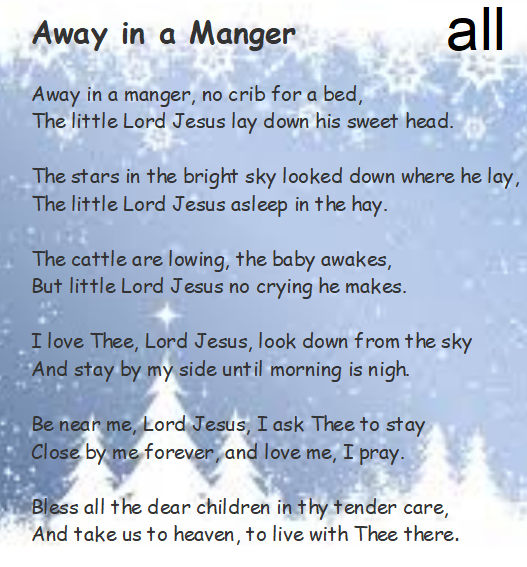 Away in a Manger
all
Away in a manger, no crib for a bed,
The little Lord Jesus lay down his sweet head.
The stars in the bright sky looked down where he lay,
The little Lord Jesus asleep in the hay.
The cattle are lowing, the baby awakes,
But little Lord Jesus no crying he makes.
I love Thee, Lord Jesus, look down from the sky
And stay by my side until morning is nigh.
Be near me, Lord Jesus, I ask Thee to stay
Close by me forever, and love me, I pray.
Bless all the dear children in thy tender care,
And take us to heaven, to live with Thee there.